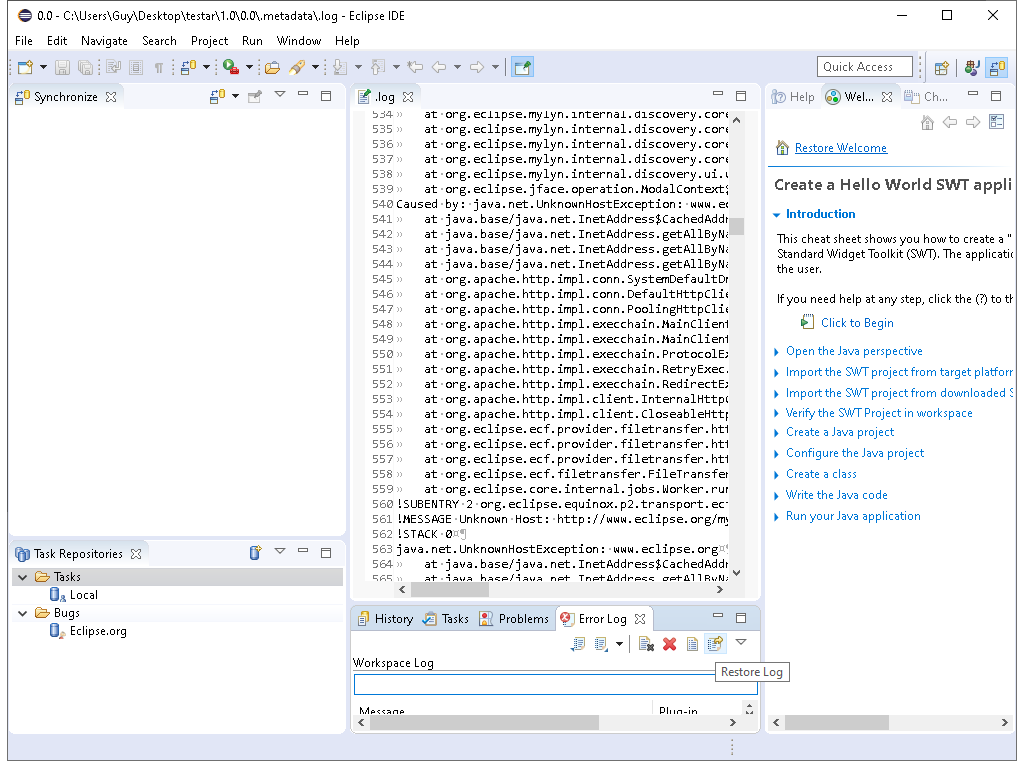 0.0 - C:\Users\Guy\Desktop\testar\1.0\0.0\.metadata\.log - Eclipse IDE
File Edit Navigate Search Project Run Window Help
Quick Access
Synchronize
.log
Help Wel... Ch...
534 at org.eclipse.mylyn.internal.discovery.core
535 at org.eclipse.mylyn.internal.discovery.core
536 at org.eclipse.mylyn.internal.discovery.core
537 at org.eclipse.mylyn.internal.discovery.core
538 at org.eclipse.mylyn.internal.discovery.ui.
539 at org.eclipse.jface.operation.ModalContext$
540 Caused by: java.net.UnknownHostException: www.ec
541 at java.base/java.net.InetAddress$CachedAddr
542 at java.base/java.net.InetAddress.getAllByNa
543 at java.base/java.net.InetAddress.getAllByNa
544 at java.base/java.net.InetAddress.getAllByNa
545 at org.apache.http.impl.conn.SystemDefaultDn
546 at org.apache.http.impl.conn.DefaultHttpClie
547 at org.apache.http.impl.conn.PoolingHttpClie
548 at org.apache.http.impl.execchain.MainClient
549 at org.apache.http.impl.execchain.MainClient
550 at org.apache.http.impl.execchain.ProtocolEx
551 at org.apache.http.impl.execchain.RetryExec.
552 at org.apache.http.impl.execchain.RedirectEx
553 at org.apache.http.impl.client.InternalHttpC
554 at org.apache.http.impl.client.CloseableHttp
555 at org.eclipse.ecf.provider.filetransfer.htt
556 at org.eclipse.ecf.provider.filetransfer.htt
557 at org.eclipse.ecf.provider.filetransfer.htt
558 at org.eclipse.ecf.filetransfer.FileTransfer
559 at org.eclipse.core.internal.jobs.Worker.run
560 !SUBENTRY 2 org.eclipse.equinox.p2.transport.ecf
561 !MESSAGE Unknown Host: http://www.eclipse.org/my
562 !STACK 0¤¶
563 java.net.UnknownHostException: www.eclipse.org¤¶
564 at java.base/java.net.InetAddress$CachedAddr
565 at java.base/java.net.InetAddress.getAllByNa
Restore Welcome
Create a Hello World SWT appli
Introduction
This cheat sheet shows you how to create a "
Standard Widget Toolkit (SWT). The applicatio
the user.
If you need help at any step, click the (?) to th
Click to Begin
Open the Java perspective
Import the SWT project from target platform
Import the SWT project from downloaded S
Verify the SWT Project in workspace
Create a Java project
Configure the Java project
Create a class
Write the Java code
Run your Java application
Task Repositories
Tasks
Local
Bugs
Eclipse.org
History Tasks Problems Error Log
Workspace Log
Restore Log
Message Plug-in